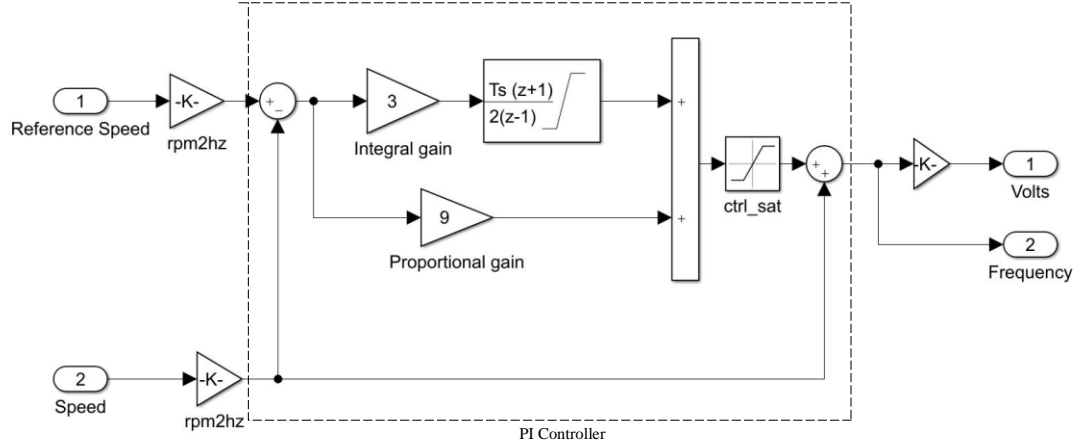 1
Reference Speed
-K-
rpm2hz
+
−
3
Integral gain
Ts (z+1)
2(z-1)
9
Proportional gain
+
+
ctrl_sat
+
+
-K-
1
Volts
2
Frequency
2
Speed
-K-
rpm2hz
PI Controller